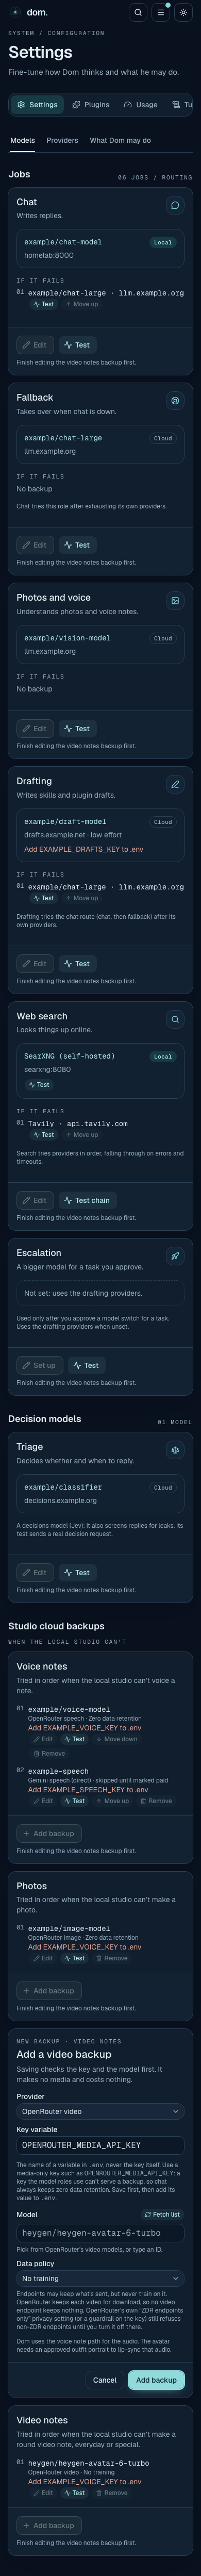 dom.
SYSTEM / CONFIGURATION
Settings
Fine-tune how Dom thinks and what he may do.
Settings
Plugins
Usage
Tu
Models
Providers
What Dom may do
Jobs
06 JOBS / ROUTING
Chat
Writes replies.
example/chat-model
Local
homelab:8000
IF IT FAILS
01 example/chat-large · llm.example.org
Test
Move up
Edit
Test
Finish editing the video notes backup first.
Fallback
Takes over when chat is down.
example/chat-large
Cloud
llm.example.org
IF IT FAILS
No backup
Chat tries this role after exhausting its own providers.
Edit
Test
Finish editing the video notes backup first.
Photos and voice
Understands photos and voice notes.
example/vision-model
Cloud
llm.example.org
IF IT FAILS
No backup
Edit
Test
Finish editing the video notes backup first.
Drafting
Writes skills and plugin drafts.
example/draft-model
Cloud
drafts.example.net · low effort
Add EXAMPLE_DRAFTS_KEY to .env
IF IT FAILS
01 example/chat-large · llm.example.org
Test
Move up
Drafting tries the chat route (chat, then fallback) after its
own providers.
Edit
Test
Finish editing the video notes backup first.
Web search
Looks things up online.
SearXNG (self-hosted)
Local
searxng:8080
Test
IF IT FAILS
01 Tavily · api.tavily.com
Test
Move up
Search tries providers in order, falling through on errors and
timeouts.
Edit
Test chain
Finish editing the video notes backup first.
Escalation
A bigger model for a task you approve.
Not set: uses the drafting providers.
Used only after you approve a model switch for a task.
Uses the drafting providers when unset.
Set up
Test
Finish editing the video notes backup first.
Decision models
01 MODEL
Triage
Decides whether and when to reply.
example/classifier
Cloud
decisions.example.org
A decisions model (Jev): it also screens replies for leaks. Its
test sends a real decision request.
Edit
Test
Finish editing the video notes backup first.
Studio cloud backups
WHEN THE LOCAL STUDIO CAN'T
Voice notes
Tried in order when the local studio can't voice a
note.
01 example/voice-model
OpenRouter speech · Zero data retention
Add EXAMPLE_VOICE_KEY to .env
Edit
Test
Move down
Remove
02 example-speech
Gemini speech (direct) · skipped until marked paid
Add EXAMPLE_SPEECH_KEY to .env
Edit
Test
Move up
Remove
Add backup
Finish editing the video notes backup first.
Photos
Tried in order when the local studio can't make a
photo.
01 example/image-model
OpenRouter image · Zero data retention
Add EXAMPLE_VOICE_KEY to .env
Edit
Test
Remove
Add backup
Finish editing the video notes backup first.
NEW BACKUP · VIDEO NOTES
Add a video backup
Saving checks the key and the model first. It
makes no media and costs nothing.
Provider
OpenRouter video
Key variable
OPENROUTER_MEDIA_API_KEY
The name of a variable in .env, never the key itself. Use a
media-only key such as OPENROUTER_MEDIA_API_KEY: a
key the model roles use can't serve a backup, so chat
always keeps zero data retention. Save first, then add its
value to .env.
Model
Fetch list
heygen/heygen-avatar-6-turbo
Pick from OpenRouter's video models, or type an ID.
Data policy
No training
Endpoints may keep what's sent, but never train on it.
OpenRouter keeps each video for download, so no video
endpoint keeps nothing. OpenRouter's own "ZDR endpoints
only" privacy setting (or a guardrail on the key) still refuses
non-ZDR endpoints until you turn it off there.
Dom uses the voice note path for the audio. The avatar
needs an approved outfit portrait to lip-sync that audio.
Cancel
Add backup
Video notes
Tried in order when the local studio can't make a
round video note, everyday or special.
01 heygen/heygen-avatar-6-turbo
OpenRouter video · No training
Add EXAMPLE_VOICE_KEY to .env
Edit
Test
Remove
Add backup
Finish editing the video notes backup first.